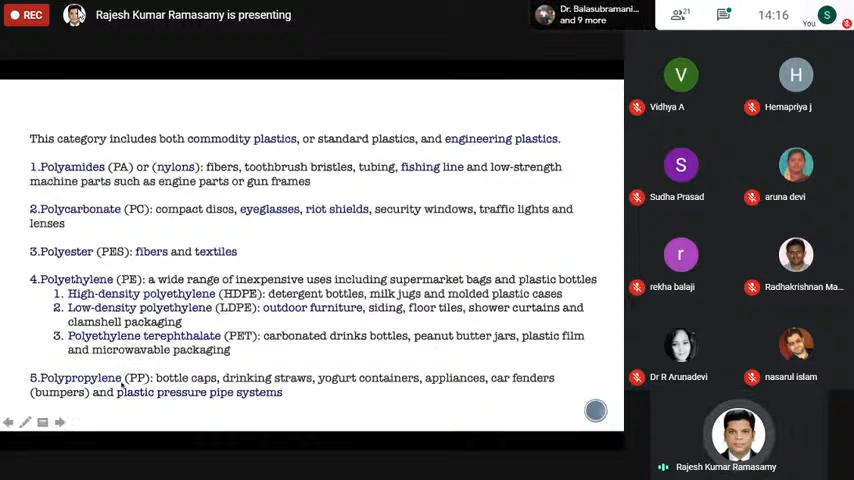 REC
Rajesh Kumar Ramasamy is presenting
Dr. Balasubramani...
and 9 more
21
14:16
You
S
This category includes both commodity plastics, or standard plastics, and engineering plastics.
1.Polyamides (PA) or (nylons): fibers, toothbrush bristles, tubing, fishing line and low-strength
machine parts such as engine parts or gun frames
2.Polycarbonate (PC): compact discs, eyeglasses, riot shields, security windows, traffic lights and
lenses
3.Polyester (PES): fibers and textiles
4.Polyethylene (PE): a wide range of inexpensive uses including supermarket bags and plastic bottles
1. High-density polyethylene (HDPE): detergent bottles, milk jugs and molded plastic cases
2. Low-density polyethylene (LDPE): outdoor furniture, siding, floor tiles, shower curtains and
clamshell packaging
3. Polyethylene terephthalate (PET): carbonated drinks bottles, peanut butter jars, plastic film
and microwavable packaging
5.Polypropylene (PP): bottle caps, drinking straws, yogurt containers, appliances, car fenders
(bumpers) and plastic pressure pipe systems
V
Vidhya A
H
Hemapriya j
S
Sudha Prasad
aruna devi
r
rekha balaji
Radhakrishnan Ma...
Dr R Arunadevi
nasarul islam
Rajesh Kumar Ramasamy